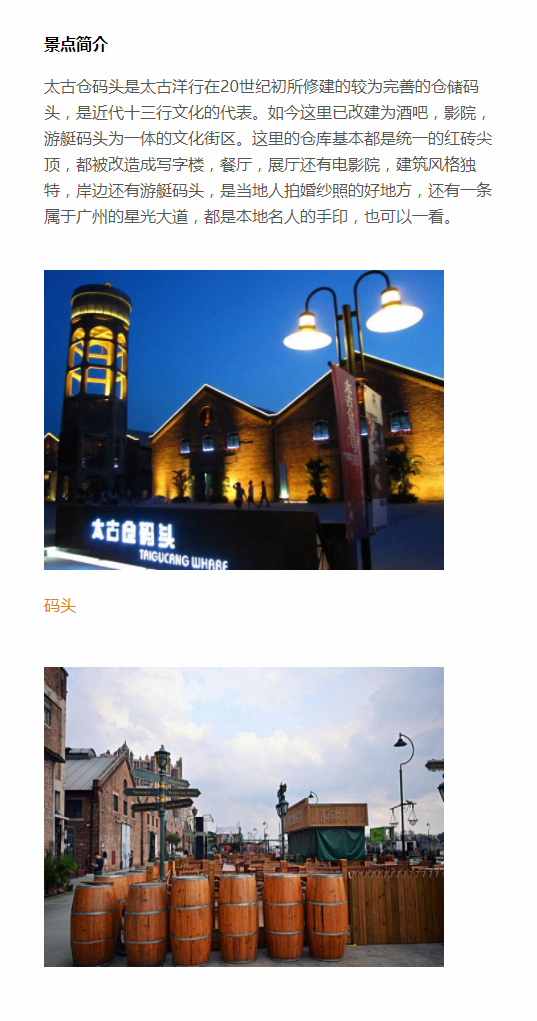 景点简介
太古仓码头是太古洋行在20世纪初所修建的较为完善的仓储码
头，是近代十三行文化的代表。如今这里已改建为酒吧，影院，
游艇码头为一体的文化街区。这里的仓库基本都是统一的红砖尖
顶，都被改造成写字楼，餐厅，展厅还有电影院，建筑风格独
特，岸边还有游艇码头，是当地人拍婚纱照的好地方，还有一条
属于广州的星光大道，都是本地名人的手印，也可以一看。
太古仓码头
TAIGUCANG WHARF
码头